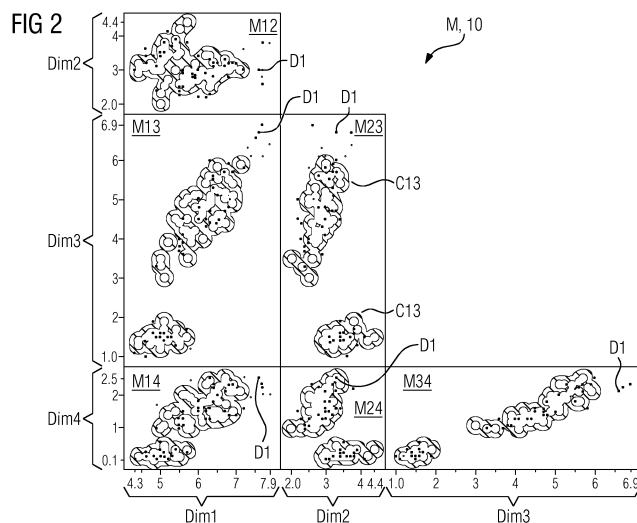 FIG 2
M12
M, 10
4.4
4
3
2.0
Dim2
D1
D1
D1
M13
M23
6.9
6
5
4
3
2
1.0
Dim3
C13
C13
D1
D1
M14
M24
M34
2.5
2
1
0.1
Dim4
D1
4.3 5 6 7 7.9
2.0 3 4 4.4
1.0 2 3 4 5 6 6.9
Dim1
Dim2
Dim3